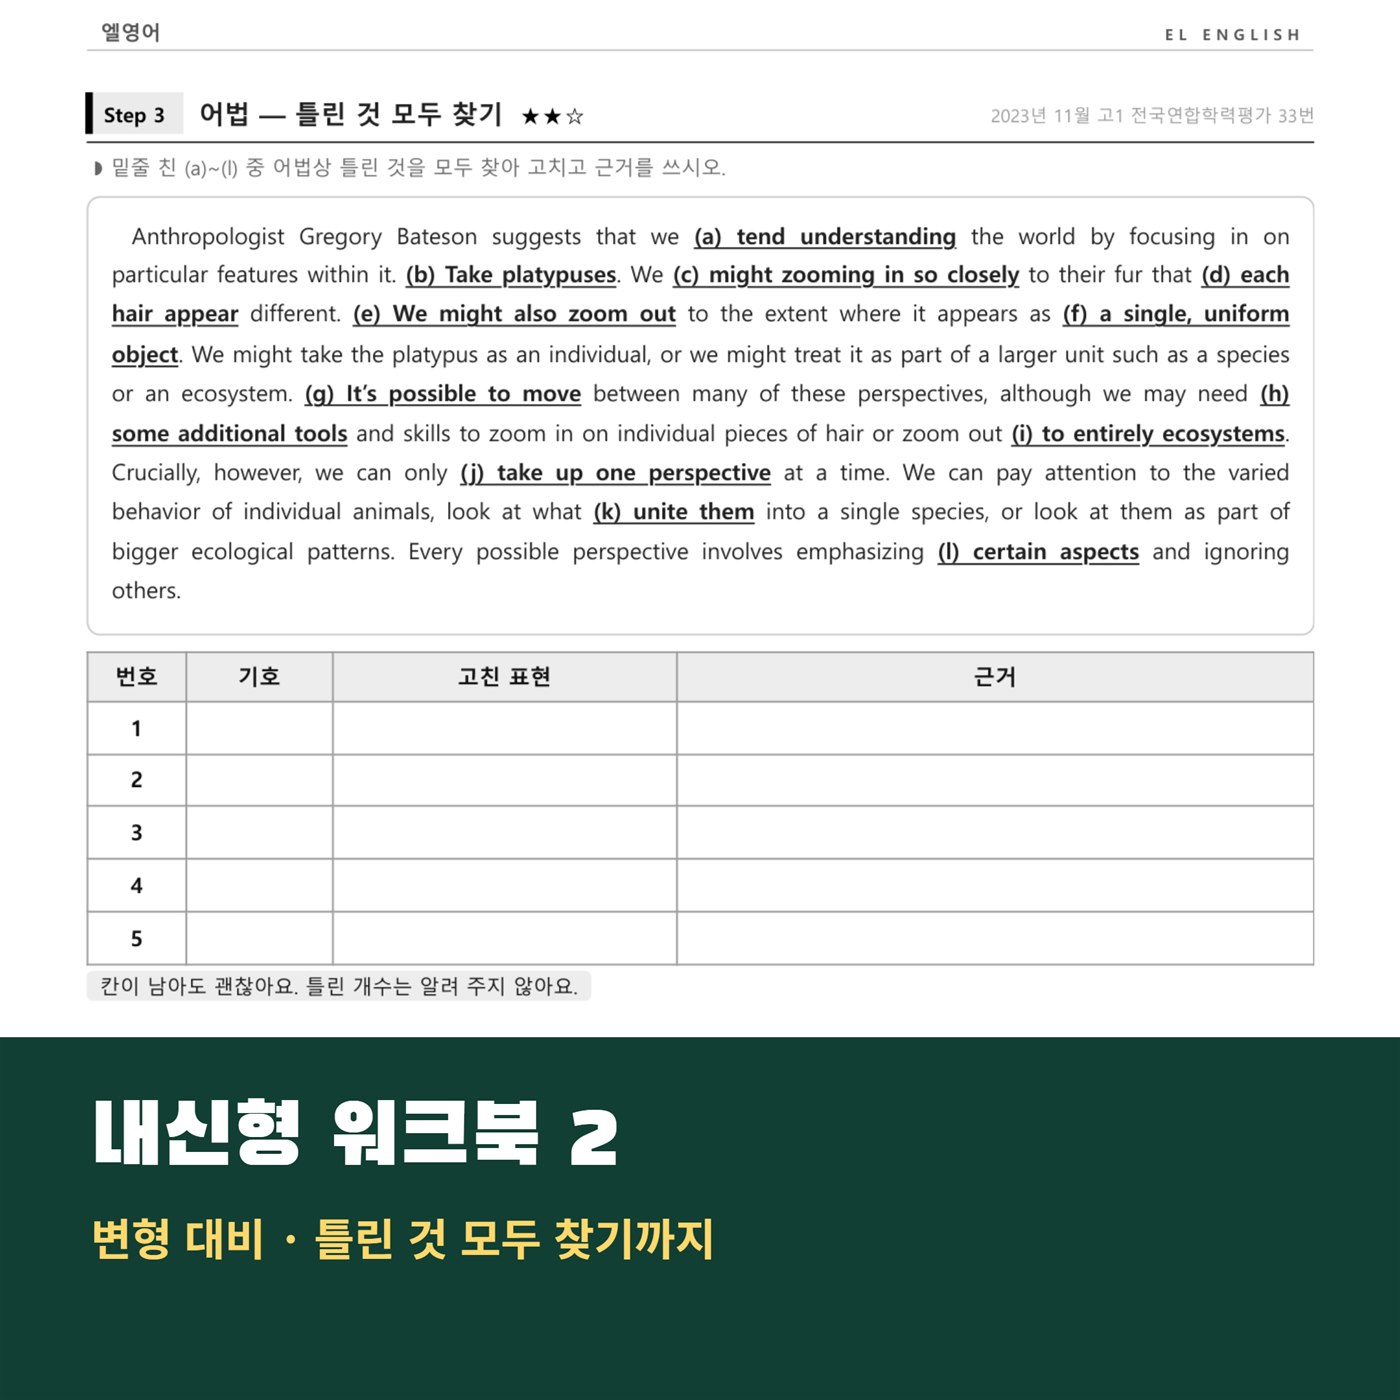 엘영어
EL ENGLISH
Step 3 어법 — 틀린 것 모두 찾기 ★★☆
2023년 11월 고1 전국연합학력평가 33번
◗ 밑줄 친 (a)~(l) 중 어법상 틀린 것을 모두 찾아 고치고 근거를 쓰시오.
Anthropologist Gregory Bateson suggests that we (a) tend understanding the world by focusing in on
particular features within it. (b) Take platypuses. We (c) might zooming in so closely to their fur that (d) each
hair appear different. (e) We might also zoom out to the extent where it appears as (f) a single, uniform
object. We might take the platypus as an individual, or we might treat it as part of a larger unit such as a species
or an ecosystem. (g) It’s possible to move between many of these perspectives, although we may need (h)
some additional tools and skills to zoom in on individual pieces of hair or zoom out (i) to entirely ecosystems.
Crucially, however, we can only (j) take up one perspective at a time. We can pay attention to the varied
behavior of individual animals, look at what (k) unite them into a single species, or look at them as part of
bigger ecological patterns. Every possible perspective involves emphasizing (l) certain aspects and ignoring
others.
번호 기호 고친 표현 근거
1
2
3
4
5
칸이 남아도 괜찮아요. 틀린 개수는 알려 주지 않아요.
내신형 워크북 2
변형 대비 · 틀린 것 모두 찾기까지